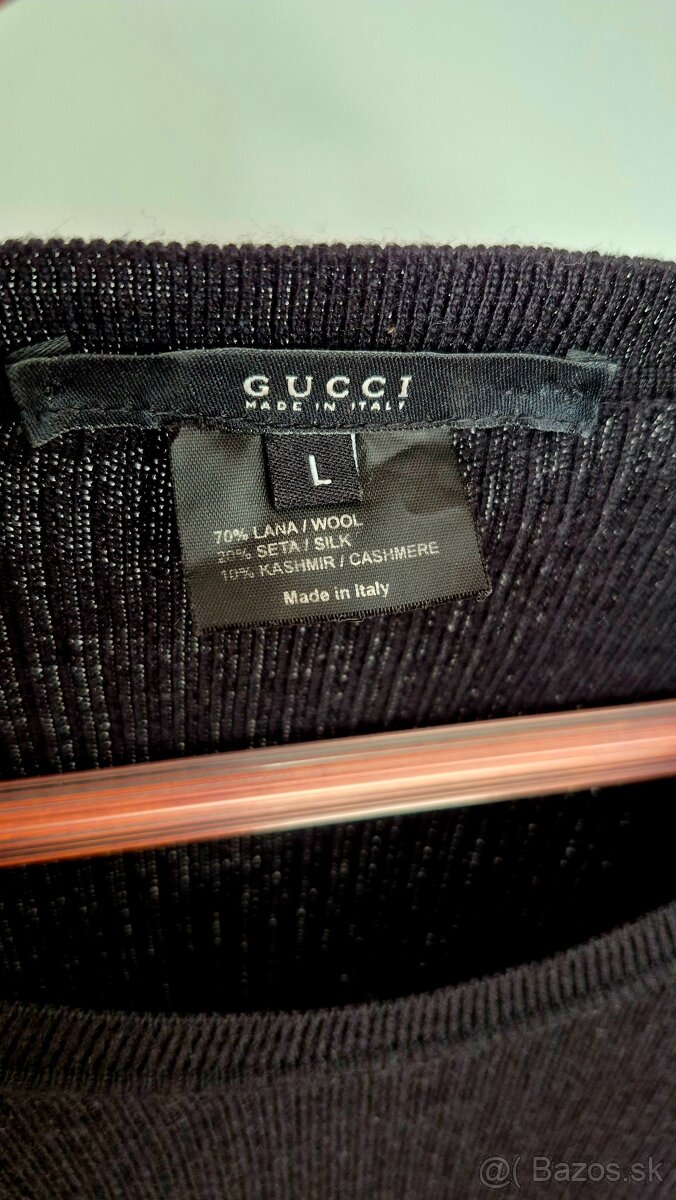 GUCCI
MADE IN ITALY
L
70% LANA / WOOL
20% SETA / SILK
10% KASHMIR / CASHMERE
Made in Italy
@( Bazos.sk